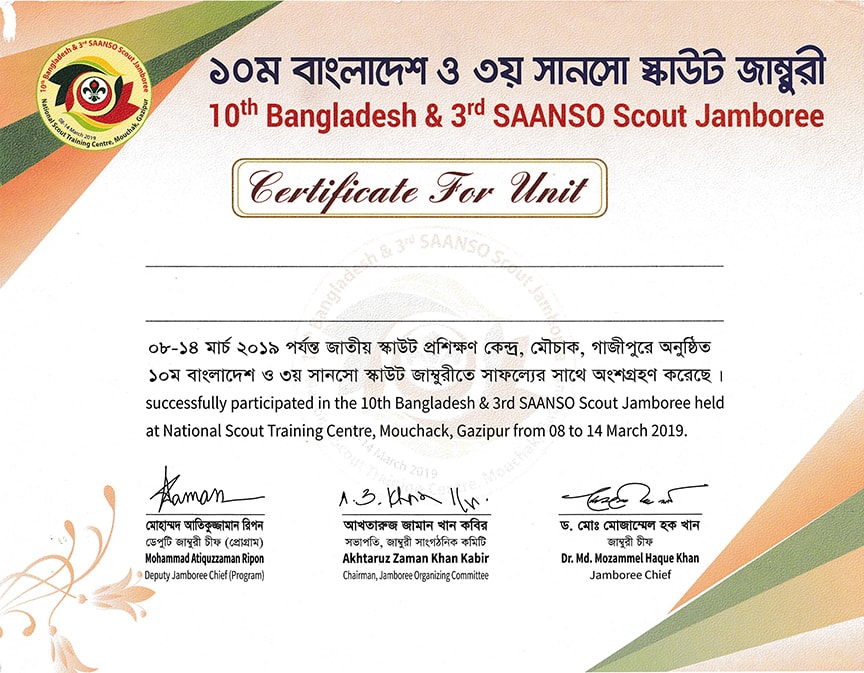 10th Bangladesh & 3rd SAANSO Scout Jamboree
08-14 March 2019
National Scout Training Centre, Mouchak, Gazipur
১০ম বাংলাদেশ ও ৩য় সানসো স্কাউট জাম্বুরী
10th Bangladesh & 3rd SAANSO Scout Jamboree
Certificate For Unit
০৮-১৪ মার্চ ২০১৯ পর্যন্ত জাতীয় স্কাউট প্রশিক্ষণ কেন্দ্র, মৌচাক, গাজীপুরে অনুষ্ঠিত
১০ম বাংলাদেশ ও ৩য় সানসো স্কাউট জাম্বুরীতে সাফল্যের সাথে অংশগ্রহণ করেছে ।
successfully participated in the 10th Bangladesh & 3rd SAANSO Scout Jamboree held
at National Scout Training Centre, Mouchack, Gazipur from 08 to 14 March 2019.
মোহাম্মদ আতিকুজ্জামান রিপন
ডেপুটি জাম্বুরী চীফ (প্রোগ্রাম)
Mohammad Atiquzzaman Ripon
Deputy Jamboree Chief (Program)
আখতারুজ জামান খান কবির
সভাপতি, জাম্বুরী সাংগঠনিক কমিটি
Akhtaruz Zaman Khan Kabir
Chairman, Jamboree Organizing Committee
ড. মোঃ মোজাম্মেল হক খান
জাম্বুরী চীফ
Dr. Md. Mozammel Haque Khan
Jamboree Chief